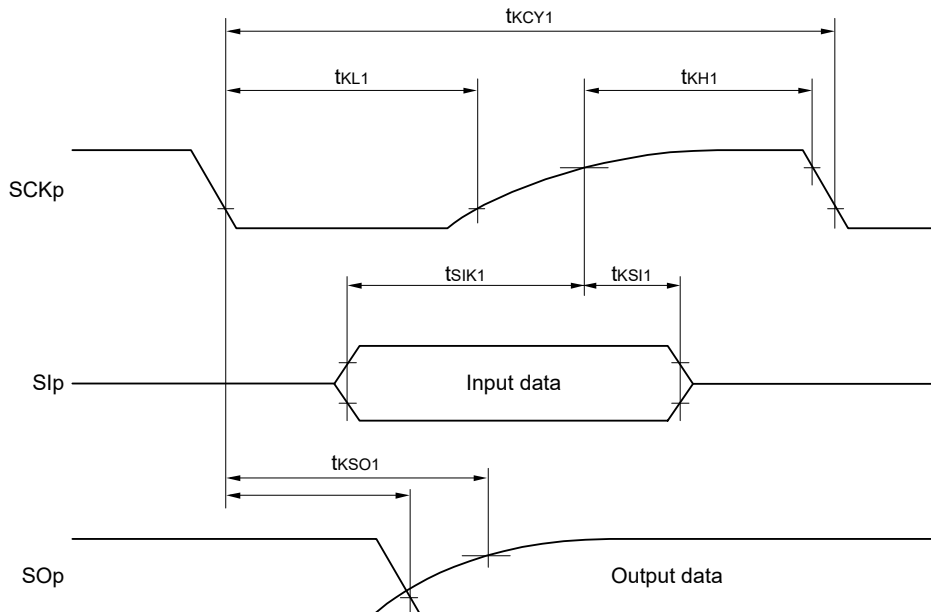 tKCY1
tKL1
tKH1
SCKp
tSIK1
tKSI1
SIp
Input data
tKSO1
SOp
Output data